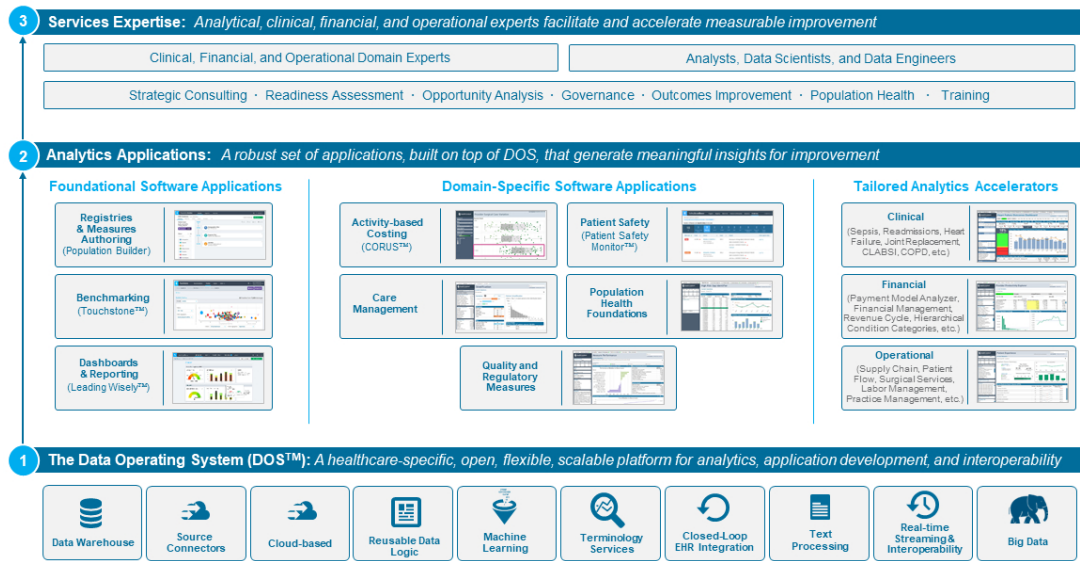 3
Services Expertise: Analytical, clinical, financial, and operational experts facilitate and accelerate measurable improvement
Clinical, Financial, and Operational Domain Experts
Analysts, Data Scientists, and Data Engineers
Strategic Consulting · Readiness Assessment · Opportunity Analysis · Governance · Outcomes Improvement · Population Health · Training
2
Analytics Applications: A robust set of applications, built on top of DOS, that generate meaningful insights for improvement
Foundational Software Applications
Registries
& Measures
Authoring
(Population Builder)
Benchmarking
(Touchstone™)
Dashboards
& Reporting
(Leading Wisely™)
Domain-Specific Software Applications
Activity-based
Costing
(CORUS™)
Patient Safety
(Patient Safety
Monitor™)
Care
Management
Population
Health
Foundations
Quality and
Regulatory
Measures
Tailored Analytics Accelerators
Clinical
(Sepsis, Readmissions, Heart
Failure, Joint Replacement,
CLABSI, COPD, etc.)
Financial
(Payment Model Analyzer,
Financial Management,
Revenue Cycle, Hierarchical
Condition Categories, etc.)
Operational
(Supply Chain, Patient
Flow, Surgical Services,
Labor Management,
Practice Management, etc.)
1
The Data Operating System (DOS™): A healthcare-specific, open, flexible, scalable platform for analytics, application development, and interoperability
Data Warehouse
Source
Connectors
Cloud-based
Reusable Data
Logic
Machine
Learning
Terminology
Services
Closed-Loop
EHR Integration
Text
Processing
Real-time
Streaming &
Interoperability
Big Data